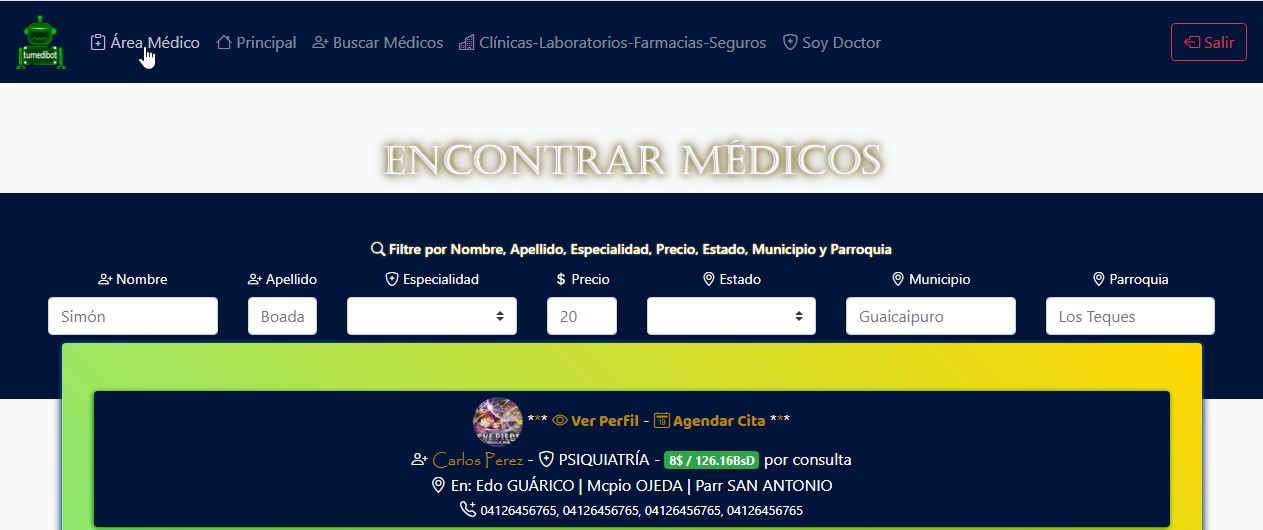 tumedibot
Área Médico Principal Buscar Médicos Clínicas-Laboratorios-Farmacias-Seguros Soy Doctor Salir
ENCONTRAR MÉDICOS
Filtre por Nombre, Apellido, Especialidad, Precio, Estado, Municipio y Parroquia
Nombre Apellido Especialidad $ Precio Estado Municipio Parroquia
Simón Boada 20 Guaicaipuro Los Teques
*** Ver Perfil - 19 Agendar Cita ***
Carlos Perez - PSIQUIATRÍA - 8$ / 126.16BsD por consulta
En: Edo GUÁRICO | Mcpio OJEDA | Parr SAN ANTONIO
04126456765, 04126456765, 04126456765, 04126456765